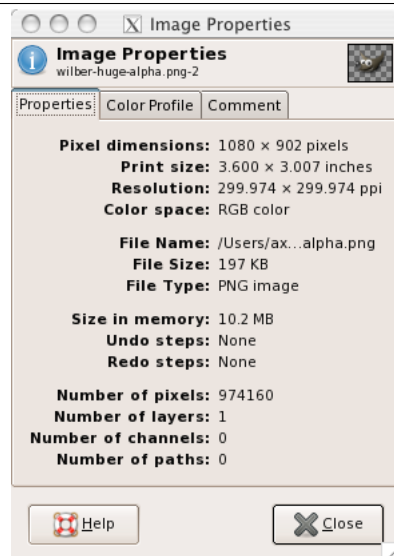 Image Properties
Image Properties
wilber-huge-alpha.png-2
Properties Color Profile Comment
Pixel dimensions: 1080 × 902 pixels
Print size: 3.600 × 3.007 inches
Resolution: 299.974 × 299.974 ppi
Color space: RGB color
File Name: /Users/ax...alpha.png
File Size: 197 KB
File Type: PNG image
Size in memory: 10.2 MB
Undo steps: None
Redo steps: None
Number of pixels: 974160
Number of layers: 1
Number of channels: 0
Number of paths: 0
Help Close